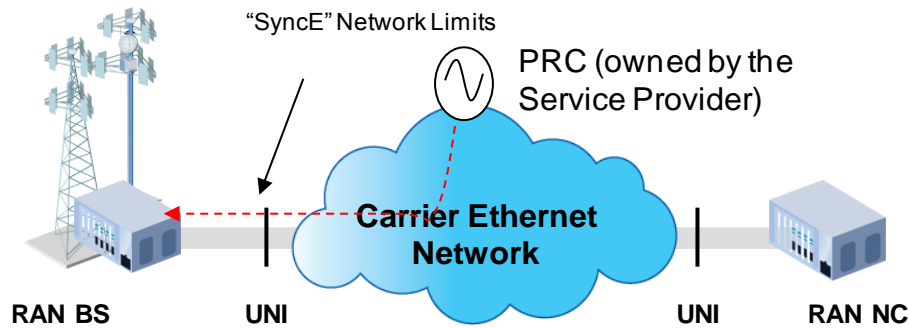 “SyncE” Network Limits
PRC (owned by the
Service Provider)
Carrier Ethernet
Network
RAN BS
UNI
UNI
RAN NC